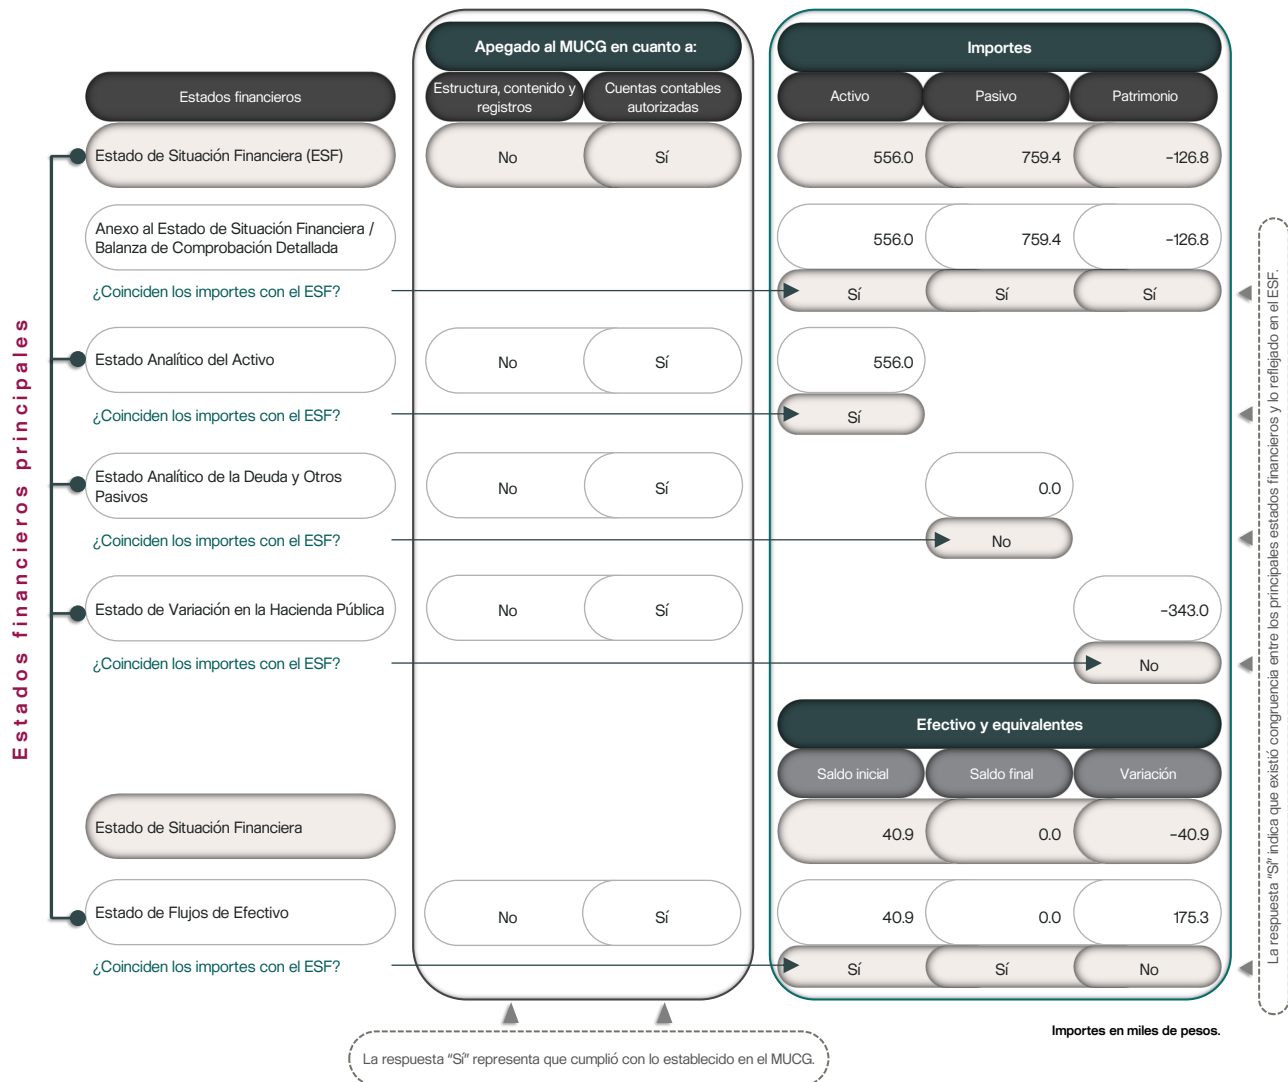 Apegado al MUCG en cuanto a:
Importes
Estados financieros
Estructura, contenido y
registros
Cuentas contables
autorizadas
Activo
Pasivo
Patrimonio
Estado de Situación Financiera (ESF)
No
Sí
556.0
759.4
-126.8
Anexo al Estado de Situación Financiera /
Balanza de Comprobación Detallada
556.0
759.4
-126.8
¿Coinciden los importes con el ESF?
Sí
Sí
Sí
Estado Analítico del Activo
No
Sí
556.0
¿Coinciden los importes con el ESF?
Sí
Estado Analítico de la Deuda y Otros
Pasivos
No
Sí
0.0
¿Coinciden los importes con el ESF?
No
Estado de Variación en la Hacienda Pública
No
Sí
-343.0
¿Coinciden los importes con el ESF?
No
Efectivo y equivalentes
Saldo inicial
Saldo final
Variación
Estado de Situación Financiera
40.9
0.0
-40.9
Estado de Flujos de Efectivo
No
Sí
40.9
0.0
175.3
¿Coinciden los importes con el ESF?
Sí
Sí
No
Estados financieros principales
La respuesta "Sí" indica que existió congruencia entre los principales estados financieros y lo reflejado en el ESF.
Importes en miles de pesos.
La respuesta "Sí" representa que cumplió con lo establecido en el MUCG.